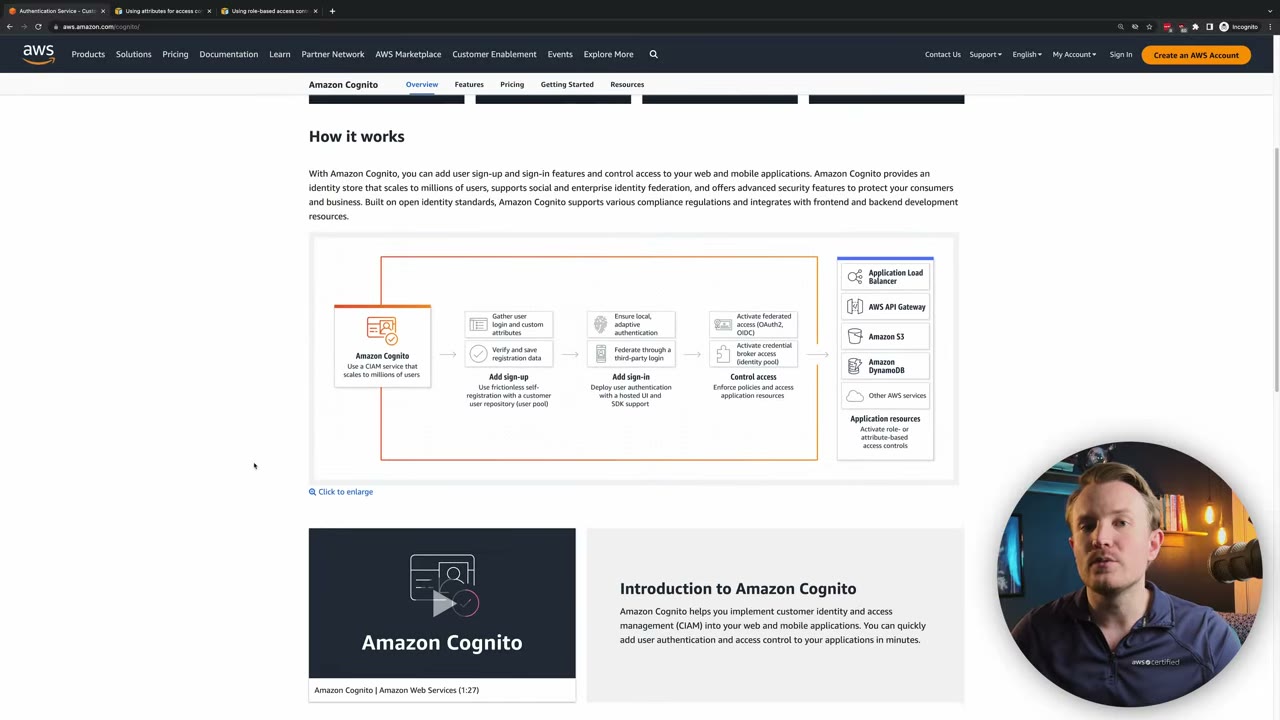 Authentication Service - Custo
Using attributes for access co
Using role-based access cont
aws.amazon.com/cognito/
Incognito
aws
Products
Solutions
Pricing
Documentation
Learn
Partner Network
AWS Marketplace
Customer Enablement
Events
Explore More
Contact Us
Support
English
My Account
Sign In
Create an AWS Account
Amazon Cognito
Overview
Features
Pricing
Getting Started
Resources
How it works
With Amazon Cognito, you can add user sign-up and sign-in features and control access to your web and mobile applications. Amazon Cognito provides an
identity store that scales to millions of users, supports social and enterprise identity federation, and offers advanced security features to protect your consumers
and business. Built on open identity standards, Amazon Cognito supports various compliance regulations and integrates with frontend and backend development
resources.
Amazon Cognito
Use a CIAM service that
scales to millions of users
Gather user
login and custom
attributes
Verify and save
registration data
Add sign-up
Use frictionless self-
registration with a customer
user repository (user pool)
Ensure local,
adaptive
authentication
Federate through a
third-party login
Add sign-in
Deploy user authentication
with a hosted UI and
SDK support
Activate federated
access (OAuth2,
OIDC)
Activate credential
broker access
(identity pool)
Control access
Enforce policies and access
application resources
Application Load
Balancer
AWS API Gateway
Amazon S3
Amazon
DynamoDB
Other AWS services
Application resources
Activate role- or
attribute-based
access controls
Click to enlarge
Amazon Cognito
Amazon Cognito | Amazon Web Services (1:27)
Introduction to Amazon Cognito
Amazon Cognito helps you implement customer identity and access
management (CIAM) into your web and mobile applications. You can quickly
add user authentication and access control to your applications in minutes.
aws certified